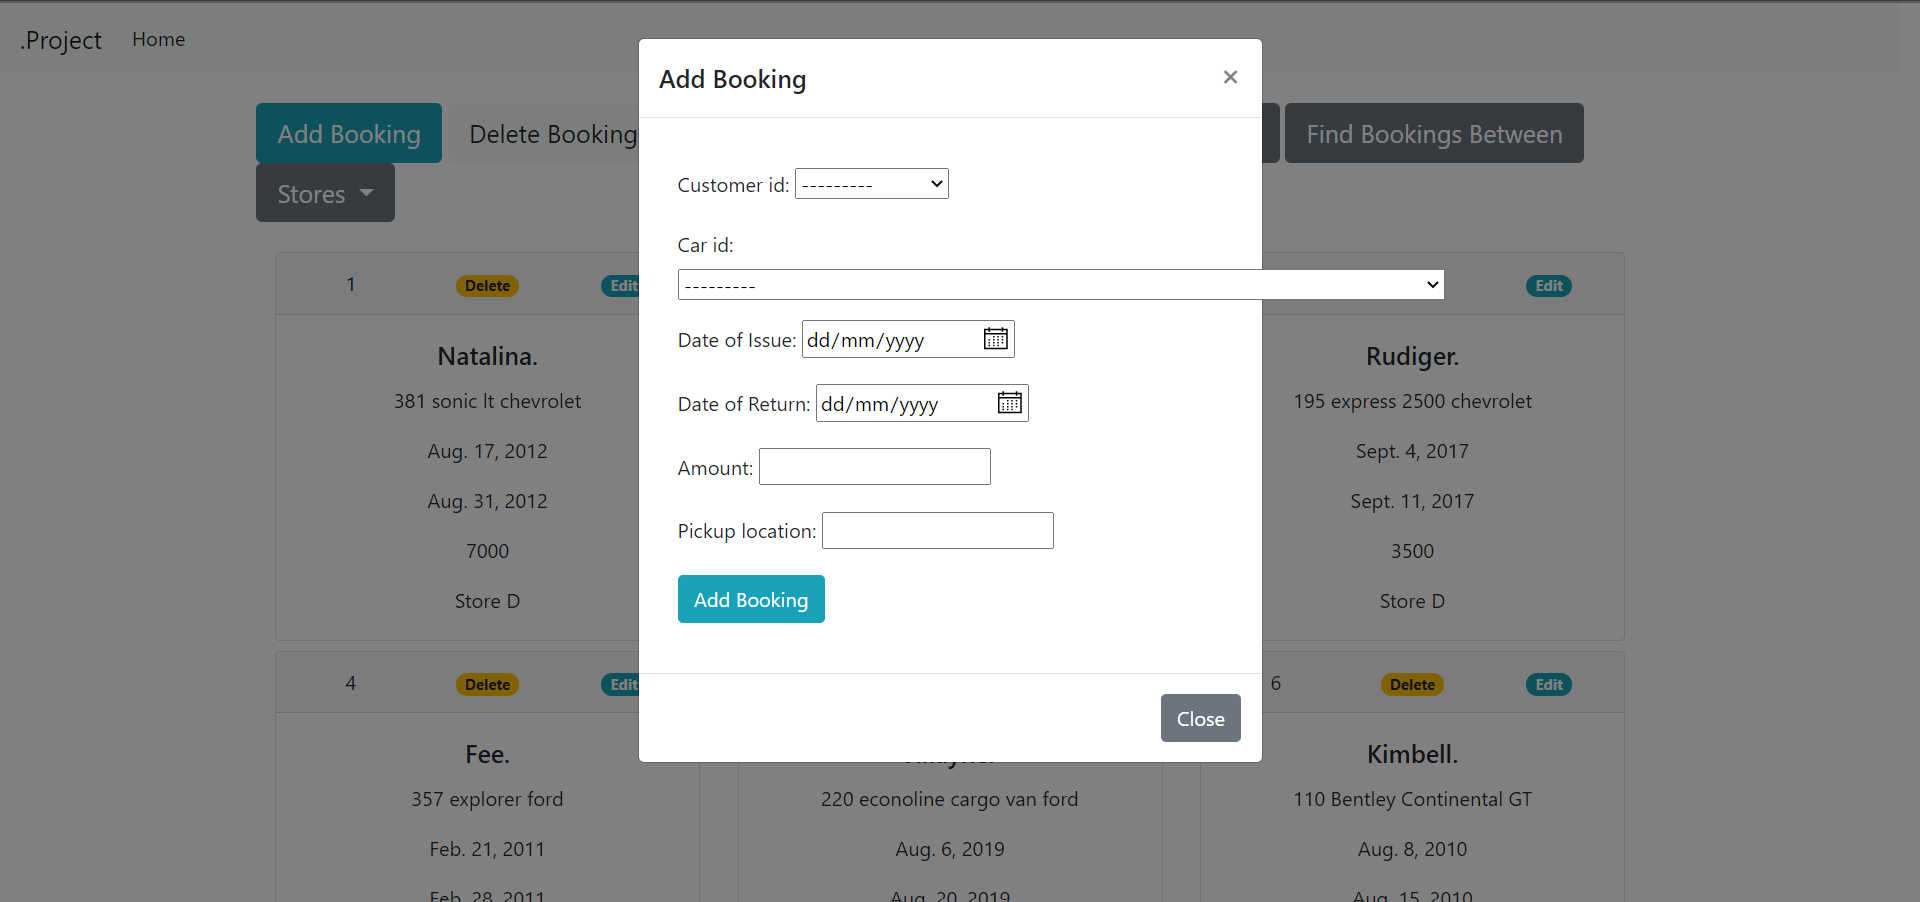 .Project Home
Add Booking
×
Add Booking
Delete Booking
Find Bookings Between
Stores
Customer id: ---------
Car id:
---------
Date of Issue: dd/mm/yyyy
Date of Return: dd/mm/yyyy
Amount:
Pickup location:
Add Booking
Close
1 Delete Edit
Natalina.
381 sonic lt chevrolet
Aug. 17, 2012
Aug. 31, 2012
7000
Store D
Edit
Rudiger.
195 express 2500 chevrolet
Sept. 4, 2017
Sept. 11, 2017
3500
Store D
4 Delete Edit
Fee.
357 explorer ford
Feb. 21, 2011
Feb. 28, 2011
220 econoline cargo van ford
Aug. 6, 2019
Aug. 20, 2019
6 Delete Edit
Kimbell.
110 Bentley Continental GT
Aug. 8, 2010
Aug. 15, 2010